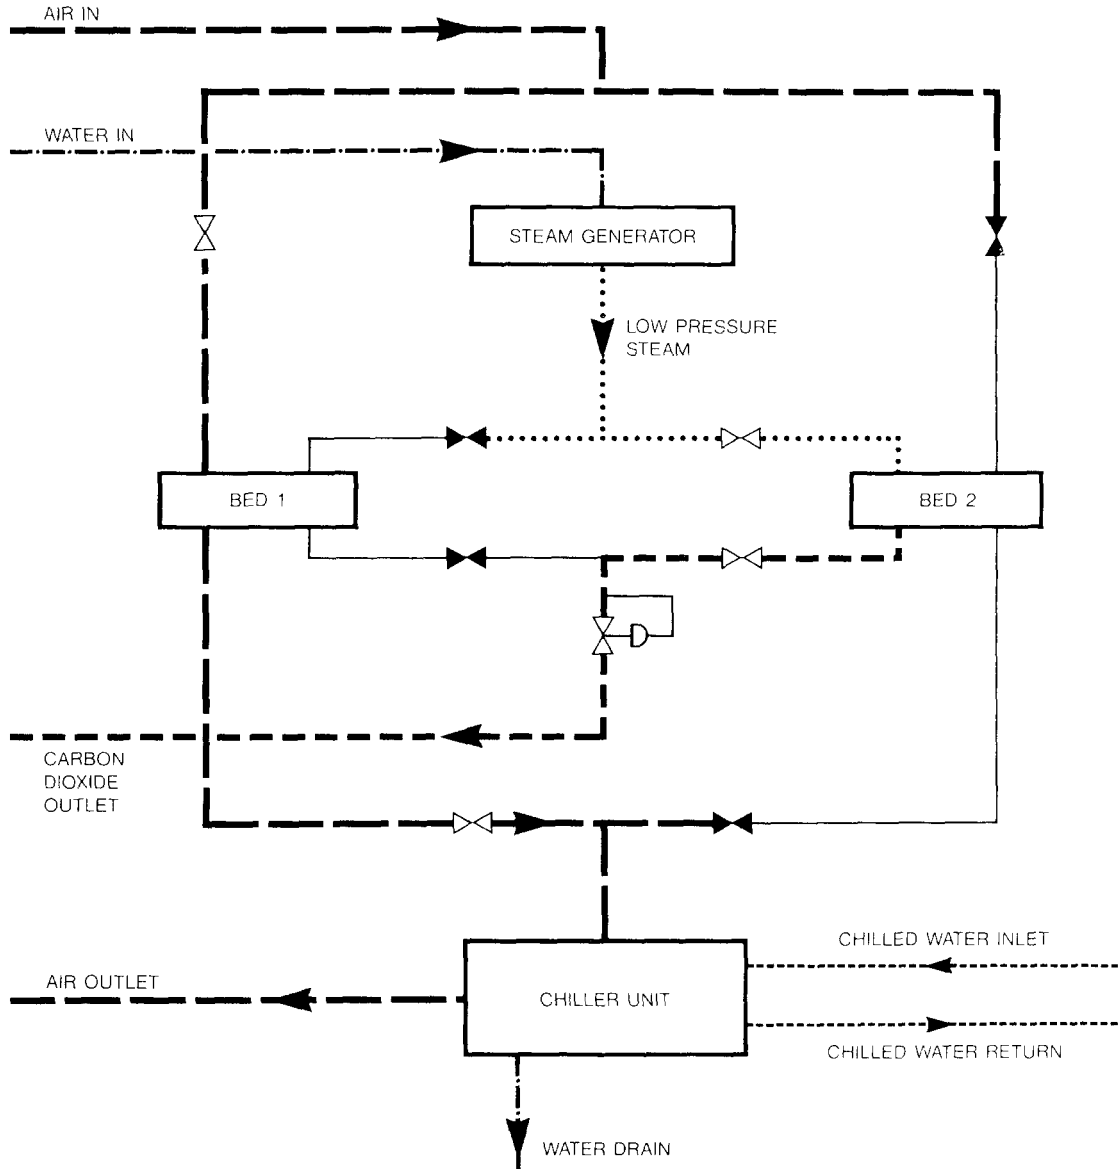 AIR IN
WATER IN
STEAM GENERATOR
LOW PRESSURE
STEAM
BED 1
BED 2
CARBON
DIOXIDE
OUTLET
CHILLED WATER INLET
AIR OUTLET
CHILLER UNIT
CHILLED WATER RETURN
WATER DRAIN